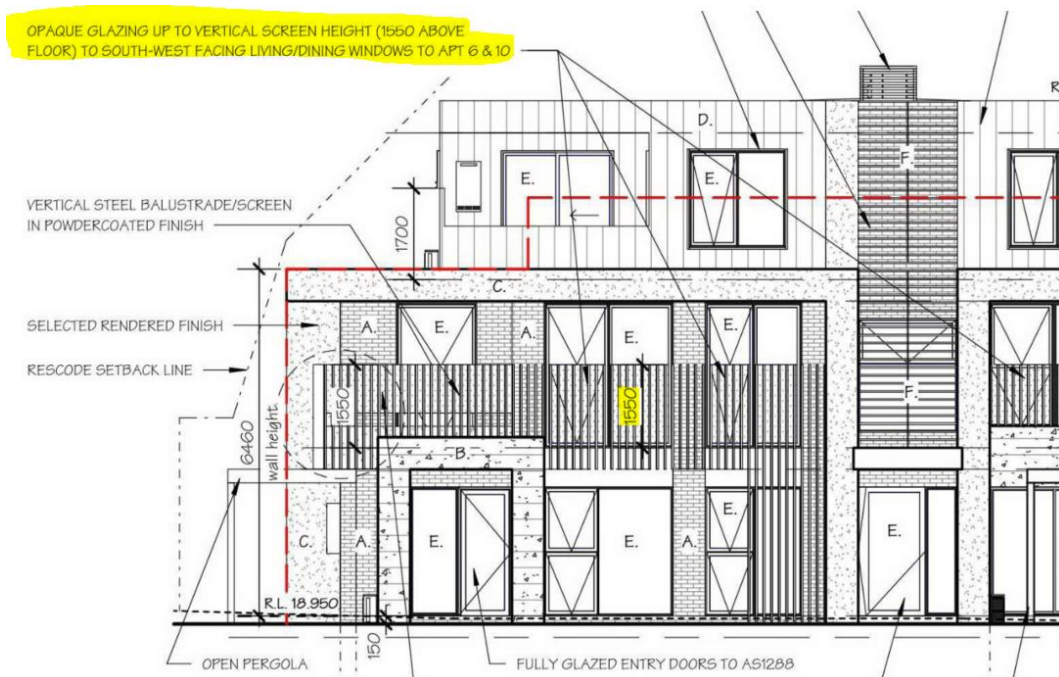 OPAQUE GLAZING UP TO VERTICAL SCREEN HEIGHT (1550 ABOVE
FLOOR) TO SOUTH-WEST FACING LIVING/DINING WINDOWS TO APT 6 & 10
R
D.
F.
E.
E.
VERTICAL STEEL BALUSTRADE/SCREEN
IN POWDERCOATED FINISH
1700
C.
SELECTED RENDERED FINISH
A.
E.
A.
E.
E.
RESCODE SETBACK LINE
1550
1550
F.
6460
wall height
B.
C.
A.
E.
E.
A.
E.
E.
R.L. 18.950
150
OPEN PERGOLA
FULLY GLAZED ENTRY DOORS TO AS1288